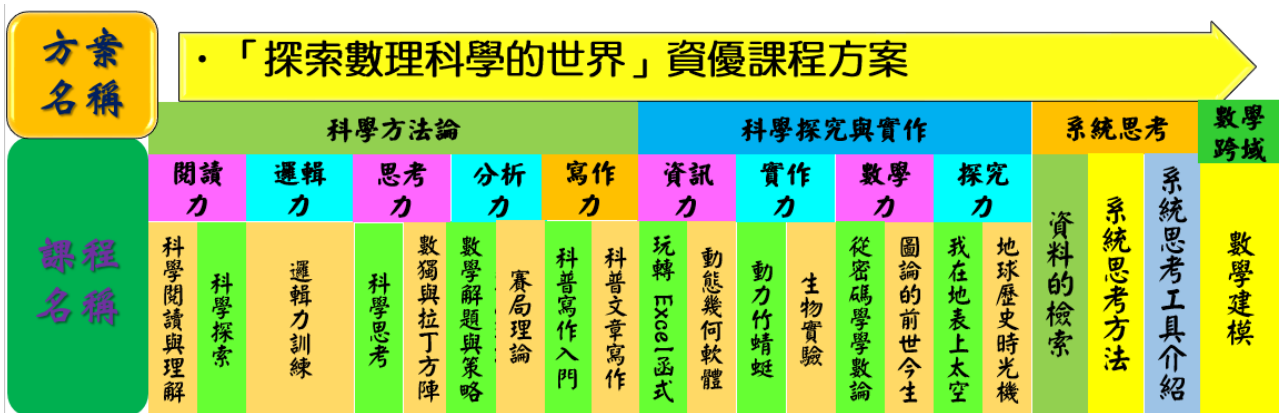 方案
名稱
・「探索數理科學的世界」資優課程方案
科學方法論
科學探究與實作
系統思考
數學
跨域
課程
名稱
閱讀
力
邏輯
力
思考
力
分析
力
寫作
力
資訊
力
實作
力
數學
力
探究
力
科學閱讀與理解
科學探索
邏輯力訓練
科學思考
數獨與拉丁方陣
數學解題與策略
賽局理論
科普寫作入門
科普文章寫作
玩轉 Excel函式
動態幾何軟體
動力竹蜻蜓
生物實驗
從密碼學學數論
圖論的前世今生
我在地表上太空
地球歷史時光機
資料的檢索
系統思考方法
系統思考工具介紹
數學建模